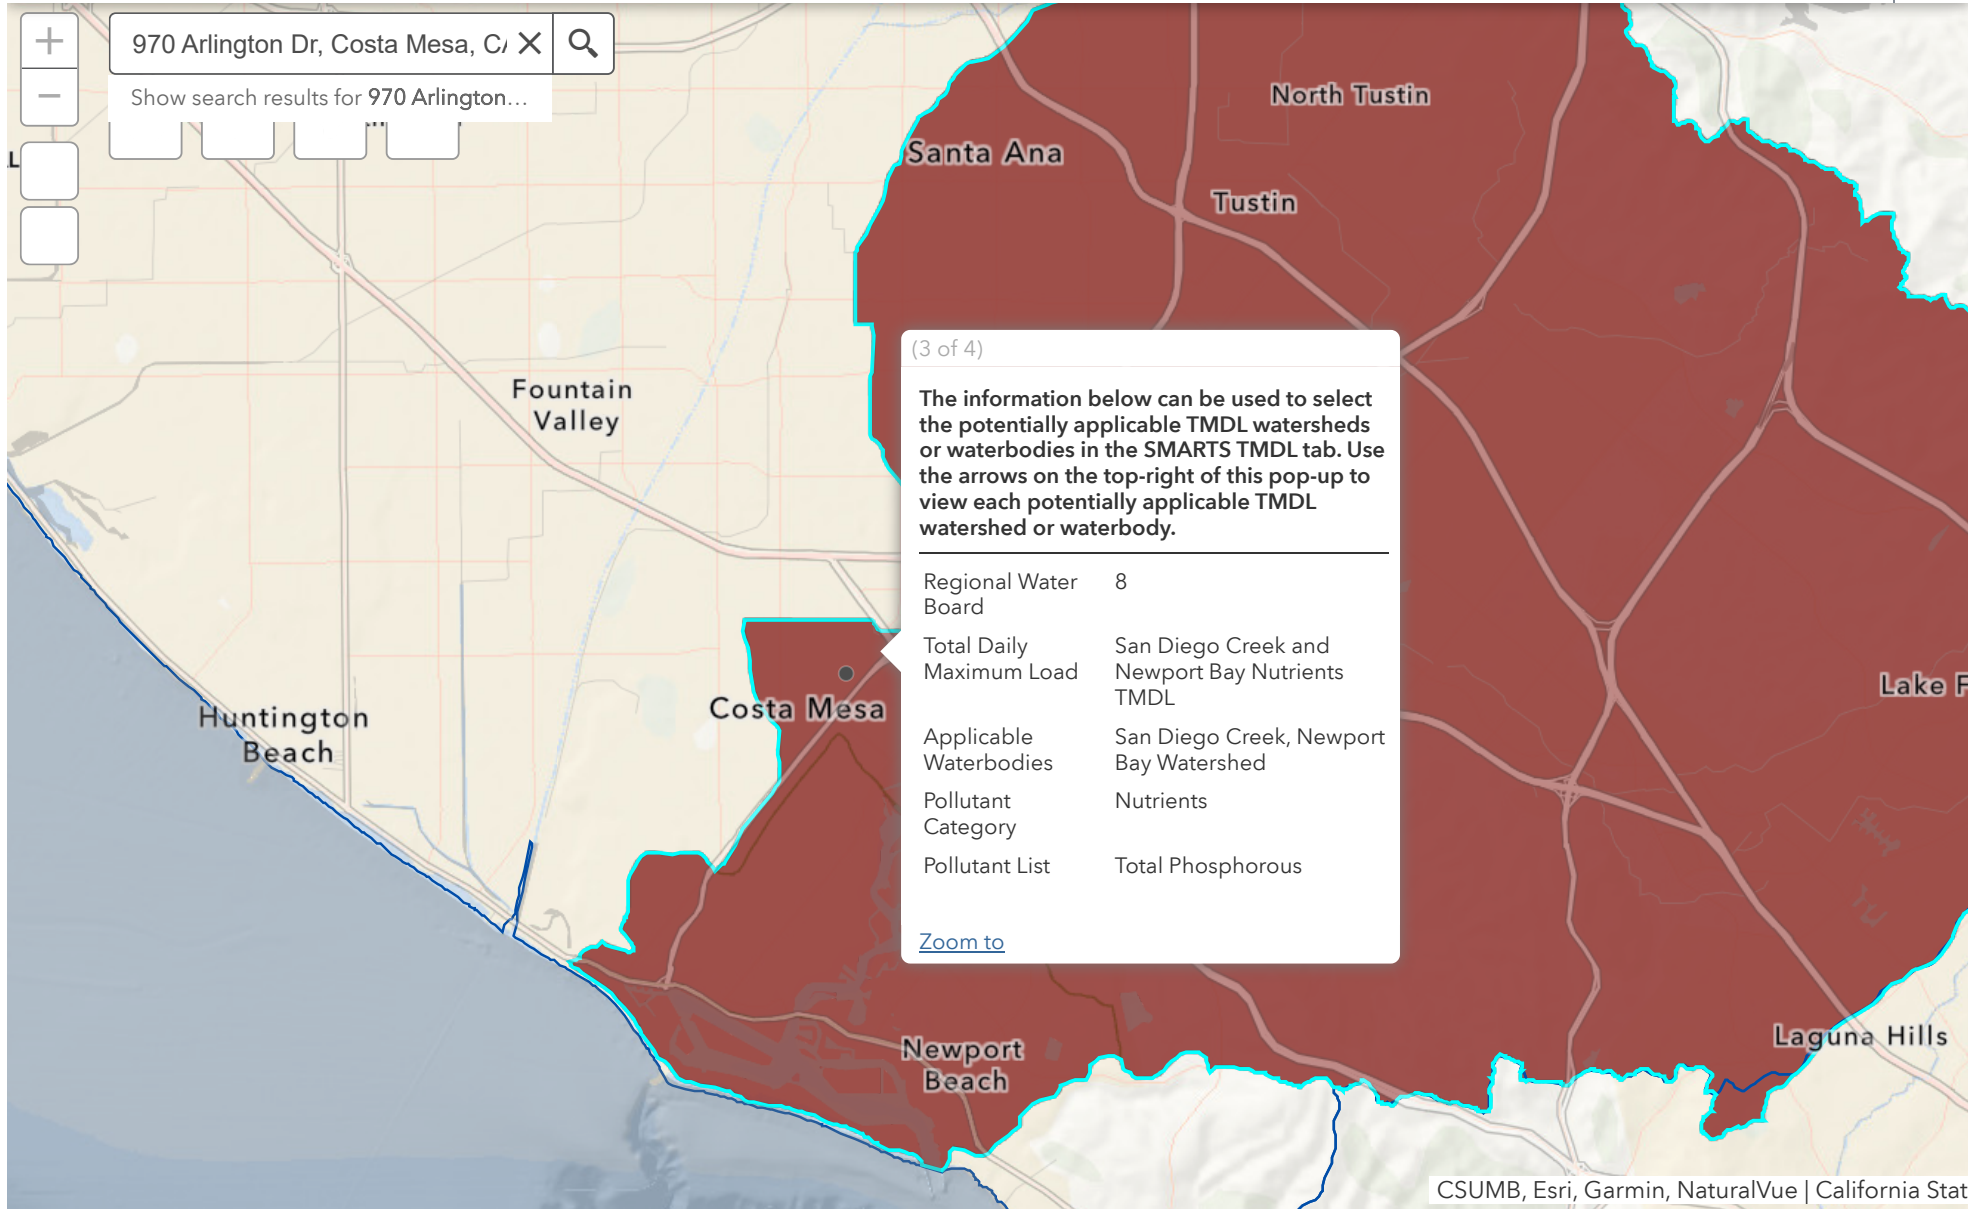 +
970 Arlington Dr, Costa Mesa, C
Show search results for 970 Arlington...
−
North Tustin
Santa Ana
Tustin
(3 of 4)
The information below can be used to select
the potentially applicable TMDL watersheds
or waterbodies in the SMARTS TMDL tab. Use
the arrows on the top-right of this pop-up to
view each potentially applicable TMDL
watershed or waterbody.
Fountain
Valley
Regional Water
Board
8
Total Daily
Maximum Load
San Diego Creek and
Newport Bay Nutrients
TMDL
Applicable
Waterbodies
San Diego Creek, Newport
Bay Watershed
Pollutant
Category
Nutrients
Pollutant List
Total Phosphorous
Zoom to
Costa Mesa
Huntington
Beach
Lake F
Newport
Beach
Laguna Hills
CSUMB, Esri, Garmin, NaturalVue | California Stat